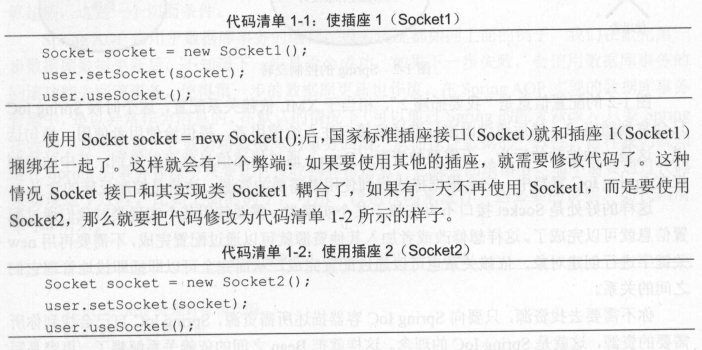 代码清单 1-1：使插座 1（Socket1）
Socket socket = new Socket1();
user.setSocket(socket);
user.useSocket();
使用 Socket socket = new Socket1();后，国家标准插座接口（Socket）就和插座 1（Socket1）
捆绑在一起了。这样就会有一个弊端：如果要使用其他的插座，就需要修改代码了。这种
情况 Socket 接口和其实现类 Socket1 耦合了，如果有一天不再使用 Socket1，而是要使用
Socket2，那么就要把代码修改为代码清单 1-2 所示的样子。
代码清单 1-2：使用插座 2（Socket2）
Socket socket = new Socket2();
user.setSocket(socket);
user.useSocket();